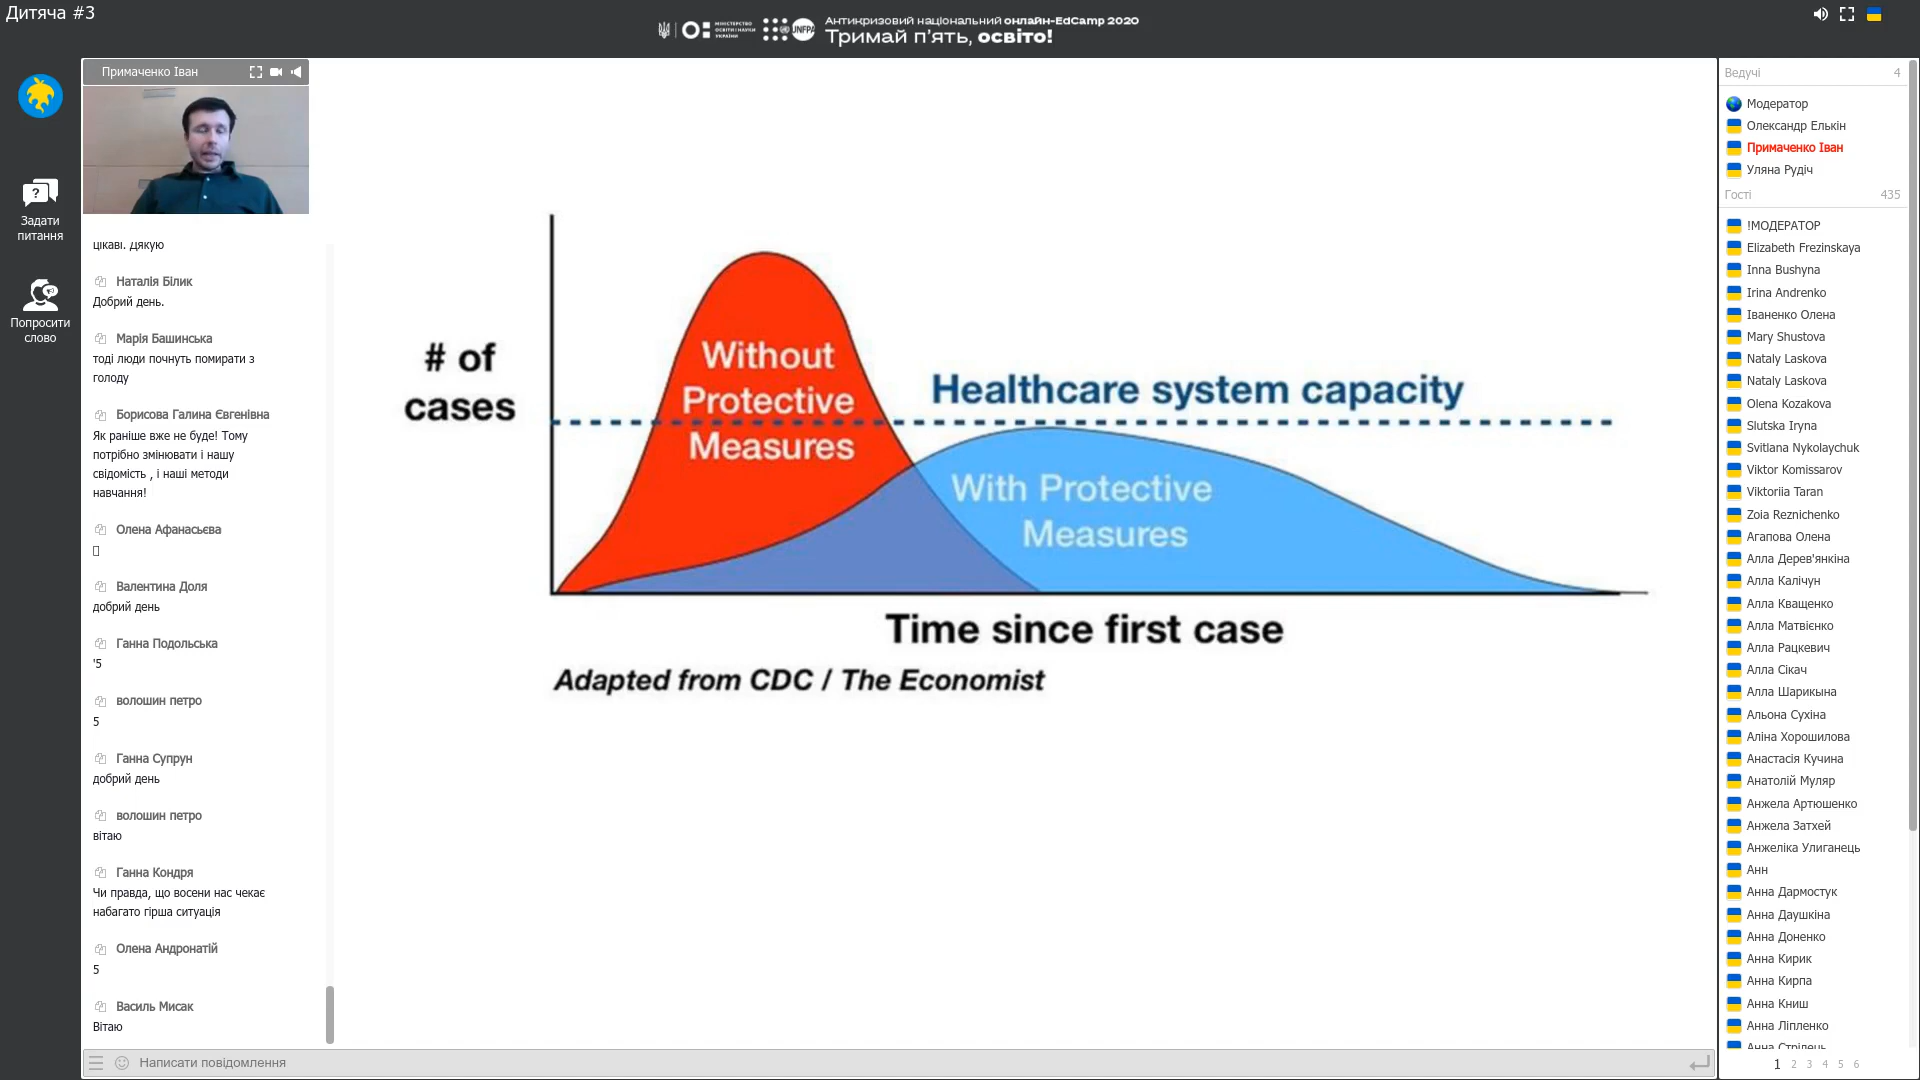 Дитяча #3
МІНІСТЕРСТВО
ОСВІТИ І НАУКИ
УКРАЇНИ
UNFPA
Антикризовий національний онлайн-EdCamp 2020
Тримай п'ять, освіто!
Задати
питання
Попросити
слово
Примаченко Іван
цікаві. Дякую
Наталія Білик
Добрий день.
Марія Башинська
тоді люди почнуть помирати з
голоду
Борисова Галина Євгенівна
Як раніше вже не буде! Тому
потрібно змінювати і нашу
свідомість , і наші методи
навчання!
Олена Афанасьєва
Валентина Доля
добрий день
Ганна Подольська
'5
волошин петро
5
Ганна Супрун
добрий день
волошин петро
вітаю
Ганна Кондря
Чи правда, що восени нас чекає
набагато гірша ситуація
Олена Андронатій
5
Василь Мисак
Вітаю
Написати повідомлення
# of
cases
Without
Protective
Measures
Healthcare system capacity
With Protective
Measures
Time since first case
Adapted from CDC / The Economist
Ведучі 4
Модератор
Олександр Елькін
Примаченко Іван
Уляна Рудіч
Гості 435
!МОДЕРАТОР
Elizabeth Frezinskaya
Inna Bushyna
Irina Andrenko
Іваненко Олена
Mary Shustova
Nataly Laskova
Nataly Laskova
Olena Kozakova
Slutska Iryna
Svitlana Nykolaychuk
Viktor Komissarov
Viktoriia Taran
Zoia Reznichenko
Агапова Олена
Алла Дерев'янкіна
Алла Калічун
Алла Кващенко
Алла Матвієнко
Алла Рацкевич
Алла Сікач
Алла Шарикына
Альона Сухіна
Аліна Хорошилова
Анастасія Кучина
Анатолій Муляр
Анжела Артюшенко
Анжела Затхей
Анжеліка Улиганець
Анн
Анна Дармостук
Анна Даушкіна
Анна Доненко
Анна Кирик
Анна Кирпа
Анна Книш
Анна Ліпленко
Анна Стрілець
1 2 3 4 5 6